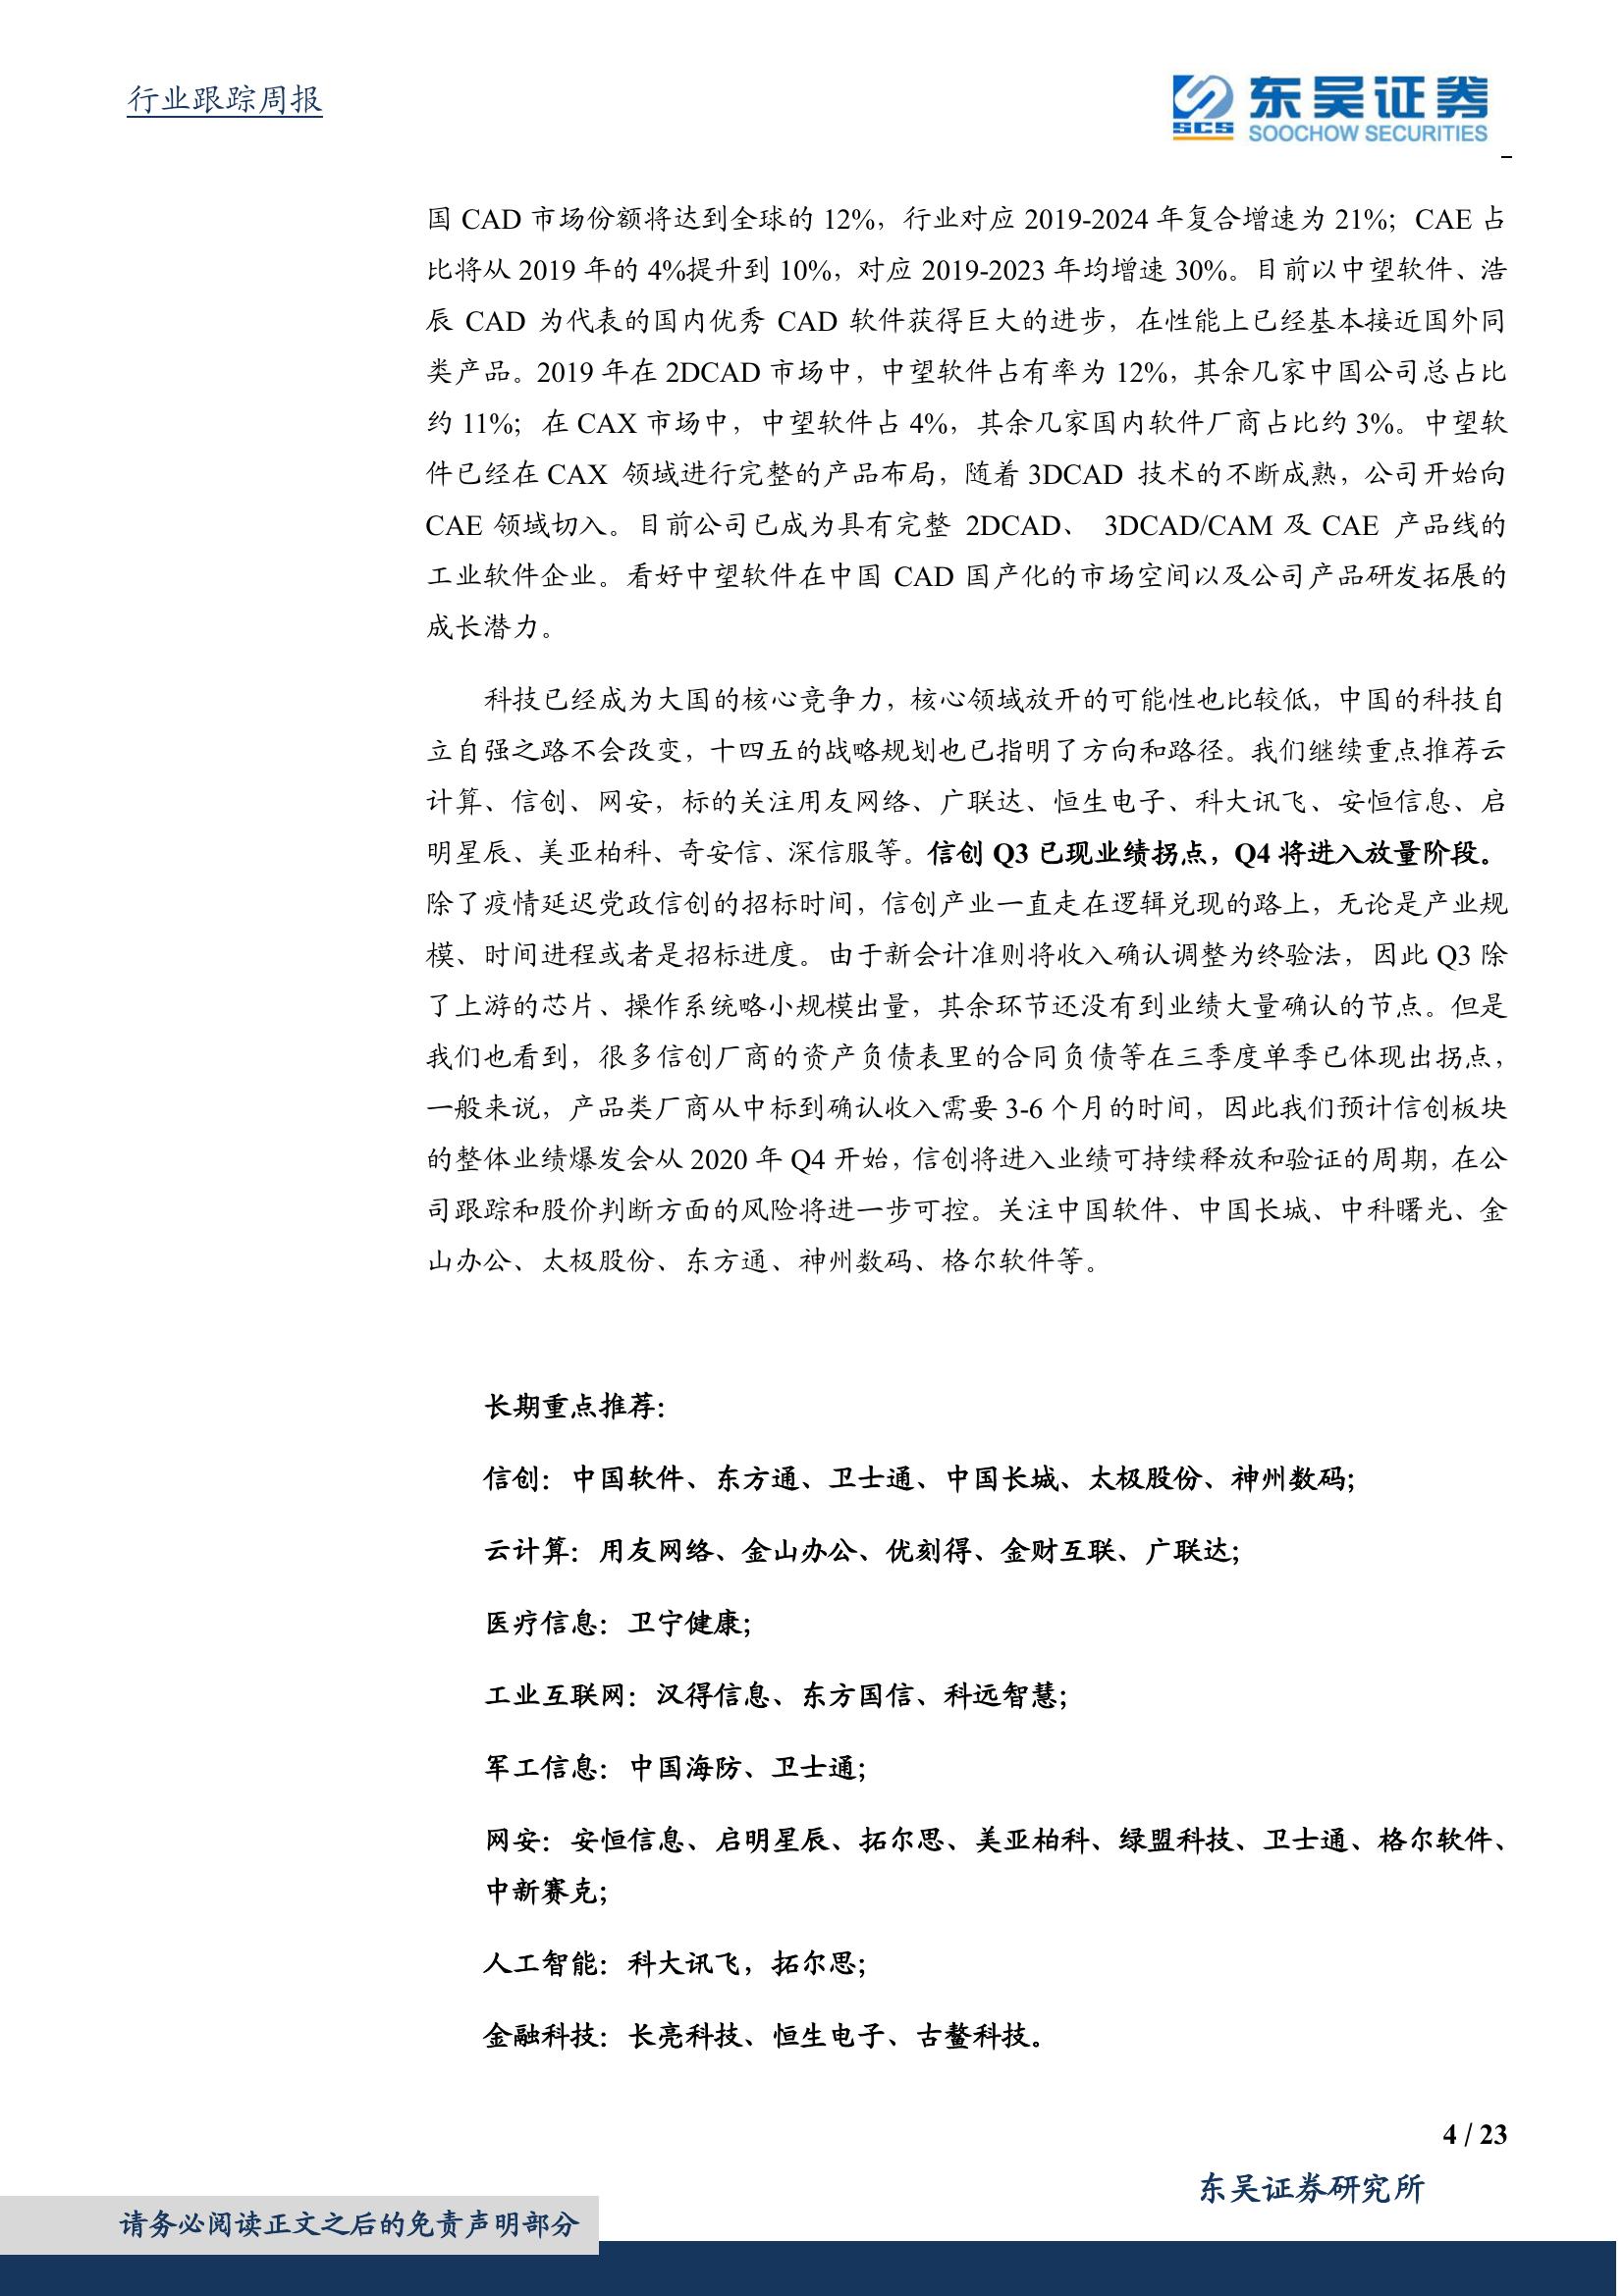 行业跟踪周报
SCS
东吴证券
SOOCHOW SECURITIES
国 CAD 市场份额将达到全球的 12%，行业对应 2019-2024 年复合增速为 21%；CAE 占
比将从 2019 年的 4%提升到 10%，对应 2019-2023 年均增速 30%。目前以中望软件、浩
辰 CAD 为代表的国内优秀 CAD 软件获得巨大的进步，在性能上已经基本接近国外同
类产品。2019 年在 2DCAD 市场中，中望软件占有率为 12%，其余几家中国公司总占比
约 11%；在 CAX 市场中，中望软件占 4%，其余几家国内软件厂商占比约 3%。中望软
件已经在 CAX 领域进行完整的产品布局，随着 3DCAD 技术的不断成熟，公司开始向
CAE 领域切入。目前公司已成为具有完整 2DCAD、 3DCAD/CAM 及 CAE 产品线的
工业软件企业。看好中望软件在中国 CAD 国产化的市场空间以及公司产品研发拓展的
成长潜力。
科技已经成为大国的核心竞争力，核心领域放开的可能性也比较低，中国的科技自
立自强之路不会改变，十四五的战略规划也已指明了方向和路径。我们继续重点推荐云
计算、信创、网安，标的关注用友网络、广联达、恒生电子、科大讯飞、安恒信息、启
明星辰、美亚柏科、奇安信、深信服等。信创 Q3 已现业绩拐点，Q4 将进入放量阶段。
除了疫情延迟党政信创的招标时间，信创产业一直走在逻辑兑现的路上，无论是产业规
模、时间进程或者是招标进度。由于新会计准则将收入确认调整为终验法，因此 Q3 除
了上游的芯片、操作系统略小规模出量，其余环节还没有到业绩大量确认的节点。但是
我们也看到，很多信创厂商的资产负债表里的合同负债等在三季度单季已体现出拐点，
一般来说，产品类厂商从中标到确认收入需要 3-6 个月的时间，因此我们预计信创板块
的整体业绩爆发会从 2020 年 Q4 开始，信创将进入业绩可持续释放和验证的周期，在公
司跟踪和股价判断方面的风险将进一步可控。关注中国软件、中国长城、中科曙光、金
山办公、太极股份、东方通、神州数码、格尔软件等。
长期重点推荐：
信创：中国软件、东方通、卫士通、中国长城、太极股份、神州数码；
云计算：用友网络、金山办公、优刻得、金财互联、广联达；
医疗信息：卫宁健康；
工业互联网：汉得信息、东方国信、科远智慧；
军工信息：中国海防、卫士通；
网安：安恒信息、启明星辰、拓尔思、美亚柏科、绿盟科技、卫士通、格尔软件、
中新赛克；
人工智能：科大讯飞，拓尔思；
金融科技：长亮科技、恒生电子、古鳌科技。
4 / 23
东吴证券研究所
请务必阅读正文之后的免责声明部分